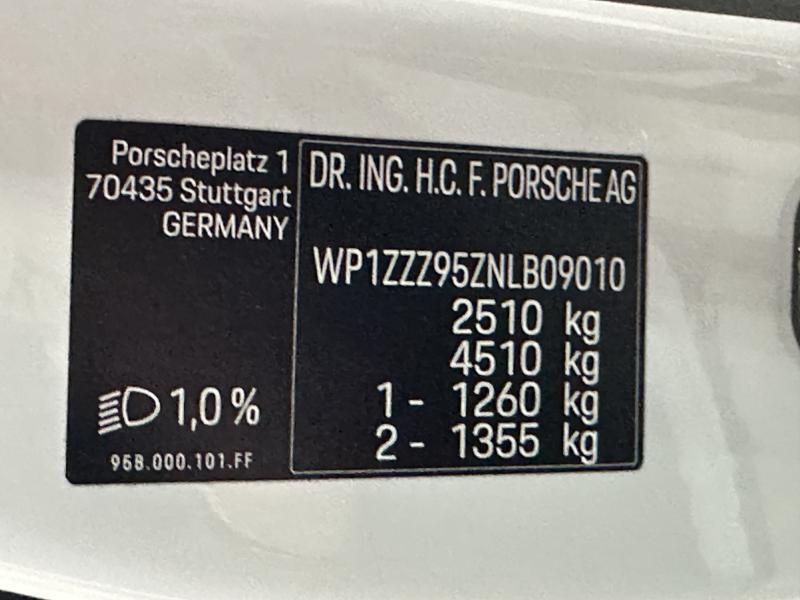 Porscheplatz 1
70435 Stuttgart
GERMANY
1,0 %
958.000.101.FF
DR. ING. H.C. F. PORSCHE AG
WP1ZZZ95ZNLB09010
2510 kg
4510 kg
1 - 1260 kg
2 - 1355 kg